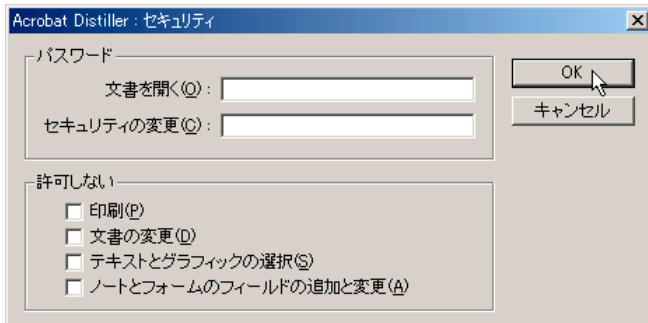 Acrobat Distiller : セキュリティ
パスワード
文書を開く(O) :
OK
セキュリティの変更(C) :
キャンセル
許可しない
印刷(P)
文書の変更(D)
テキストとグラフィックの選択(S)
ノートとフォームのフィールドの追加と変更(A)